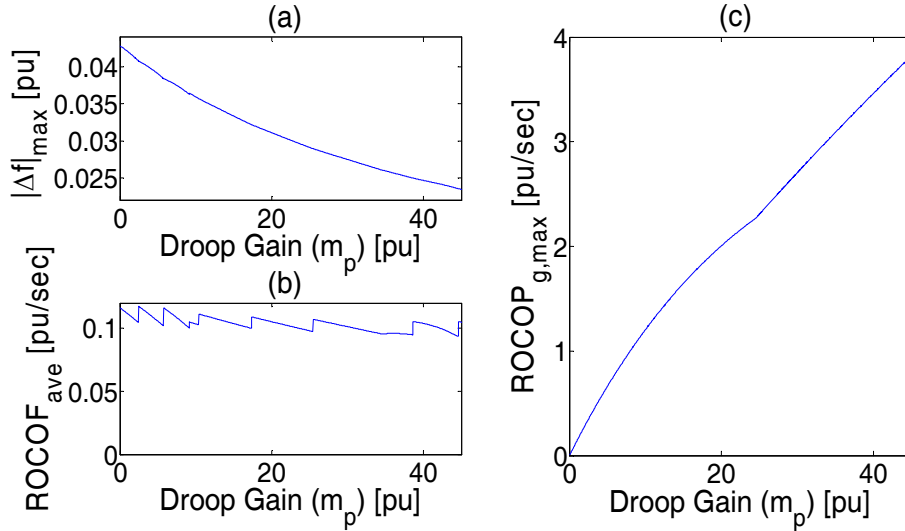 (a)
|Δf|max [pu]
0.04
0.035
0.03
0.025
0 20 40
Droop Gain (mp) [pu]
(b)
ROCOFave [pu/sec]
0.1
0.05
0
0 20 40
Droop Gain (mp) [pu]
(c)
ROCOPg,max [pu/sec]
4
3
2
1
0
0 10 20 30 40
Droop Gain (mp) [pu]